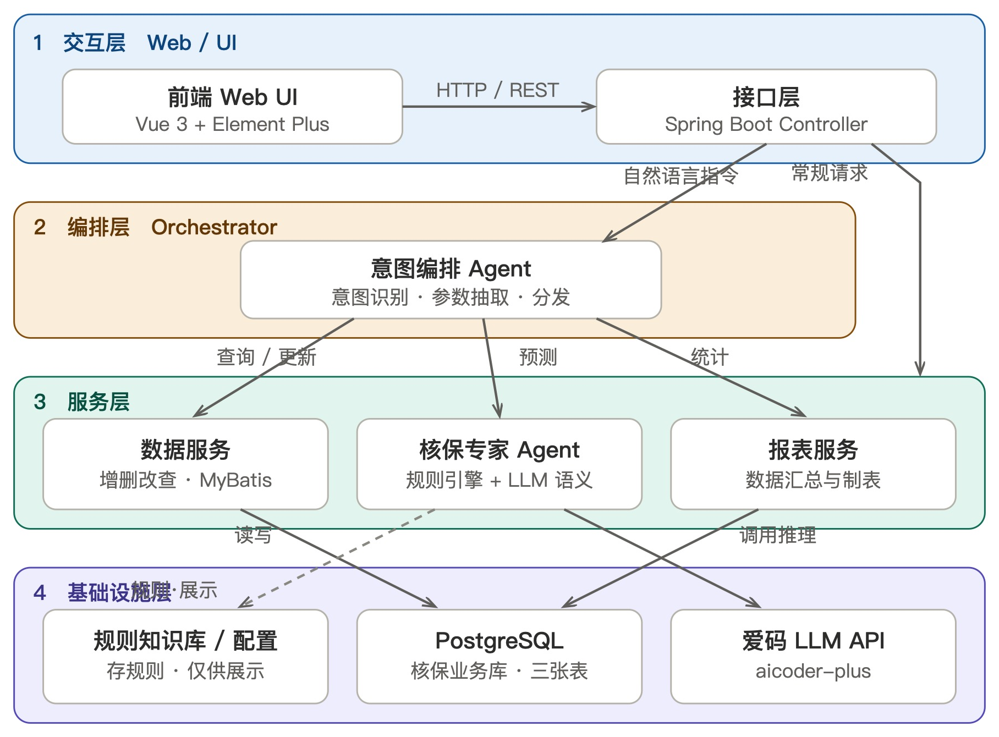 1 交互层 Web / UI
前端 Web UI
Vue 3 + Element Plus
HTTP / REST
接口层
Spring Boot Controller
自然语言指令
常规请求
2 编排层 Orchestrator
意图编排 Agent
意图识别 · 参数抽取 · 分发
查询 / 更新
预测
统计
3 服务层
数据服务
增删改查 · MyBatis
核保专家 Agent
规则引擎 + LLM 语义
报表服务
数据汇总与制表
读写
调用推理
4 基础设施层
规则·展示
规则知识库 / 配置
存规则 · 仅供展示
PostgreSQL
核保业务库 · 三张表
爱码 LLM API
aicoder-plus